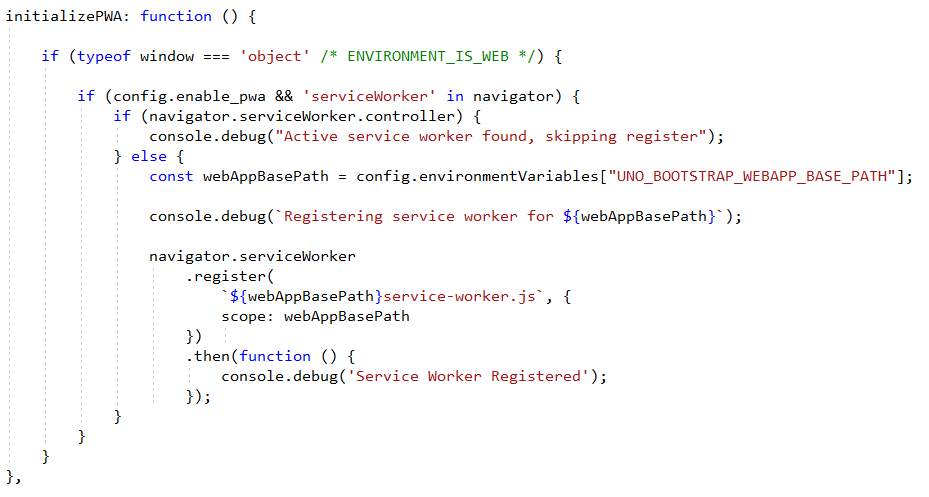 initializePWA: function () {
if (typeof window === 'object' /* ENVIRONMENT_IS_WEB */) {
if (config.enable_pwa && 'serviceWorker' in navigator) {
if (navigator.serviceWorker.controller) {
console.debug("Active service worker found, skipping register");
} else {
const webAppBasePath = config.environmentVariables["UNO_BOOTSTRAP_WEBAPP_BASE_PATH"];
console.debug(`Registering service worker for ${webAppBasePath}`);
navigator.serviceWorker
.register(
`${webAppBasePath}service-worker.js`, {
scope: webAppBasePath
})
.then(function () {
console.debug('Service Worker Registered');
});
}
}
}
},